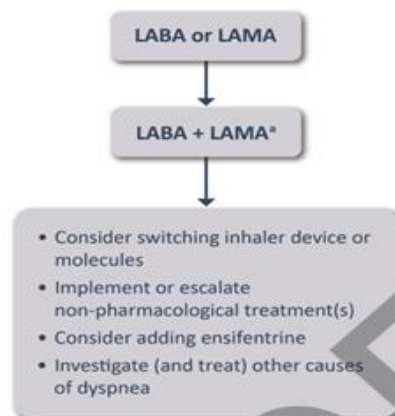 LABA or LAMA
LABA + LAMAᵃ
• Consider switching inhaler device or
molecules
• Implement or escalate
non-pharmacological treatment(s)
• Consider adding ensifentrine
• Investigate (and treat) other causes
of dyspnea